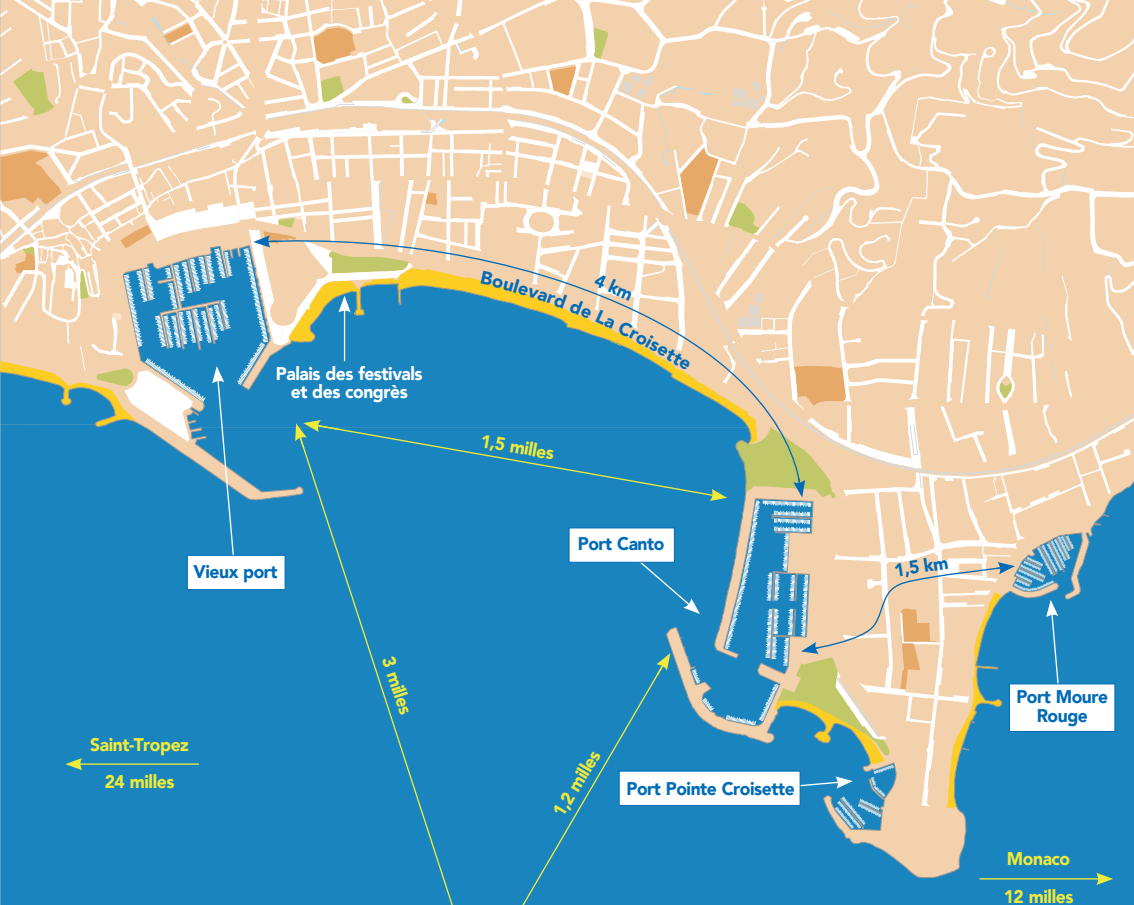 4 km
Boulevard de La Croisette
Palais des festivals
et des congrès
1,5 milles
Port Canto
Vieux port
1,5 km
3 milles
Port Moure
Rouge
Saint-Tropez
24 milles
1,2 milles
Port Pointe Croisette
Monaco
12 milles